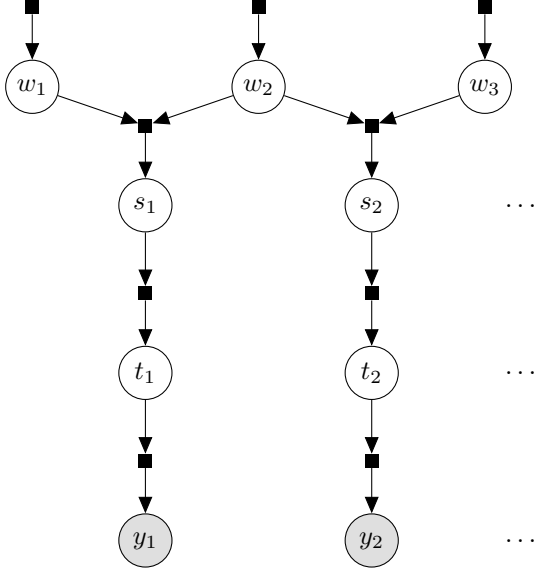 w₁ w₂ w₃
s₁ s₂ ...
t₁ t₂ ...
y₁ y₂ ...